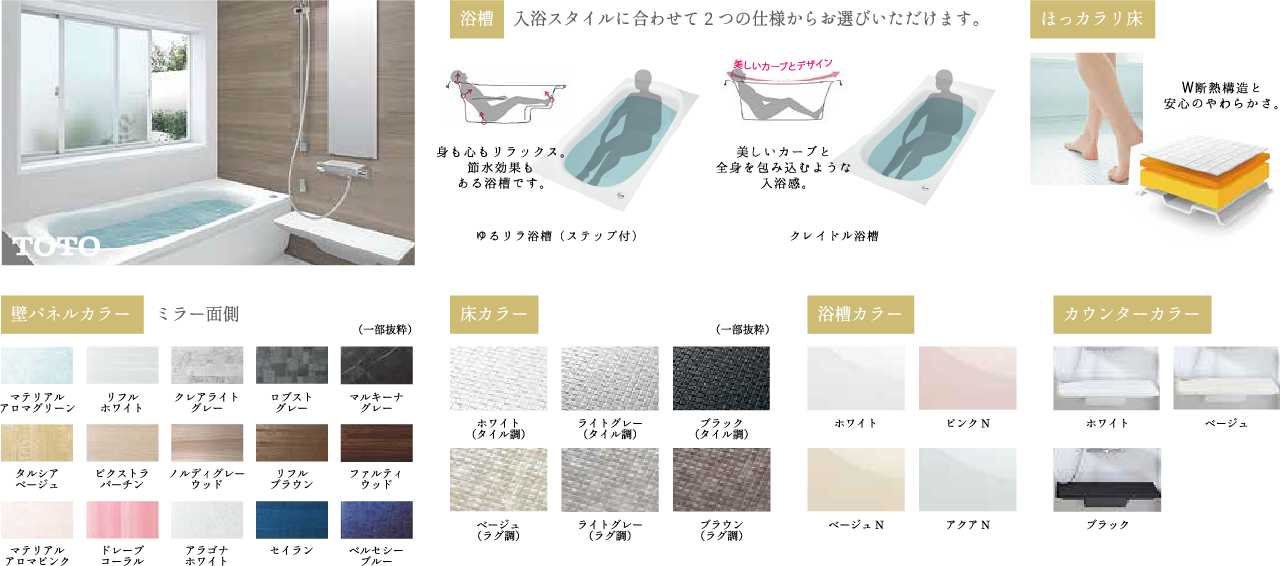 TOTO
浴槽
入浴スタイルに合わせて2つの仕様からお選びいただけます。
身も心もリラックス。
節水効果も
ある浴槽です。
ゆるリラ浴槽（ステップ付）
美しいカーブとデザイン
美しいカーブと
全身を包み込むような
入浴感。
クレイドル浴槽
ほっカラリ床
W断熱構造と
安心のやわらかさ。
壁パネルカラー
ミラー面側
（一部抜粋）
マテリアル
アロマグリーン
リフル
ホワイト
クレアライト
グレー
ロブスト
グレー
マルキーナ
グレー
タルシア
ベージュ
ビクストラ
バーチン
ノルディグレー
ウッド
リフル
ブラウン
ファルティ
ウッド
マテリアル
アロマピンク
ドレープ
コーラル
アラゴナ
ホワイト
セイラン
ベルセシー
ブルー
床カラー
（一部抜粋）
ホワイト
（タイル調）
ライトグレー
（タイル調）
ブラック
（タイル調）
ベージュ
（ラグ調）
ライトグレー
（ラグ調）
ブラウン
（ラグ調）
浴槽カラー
ホワイト
ピンクN
ベージュN
アクアN
カウンターカラー
ホワイト
ベージュ
ブラック